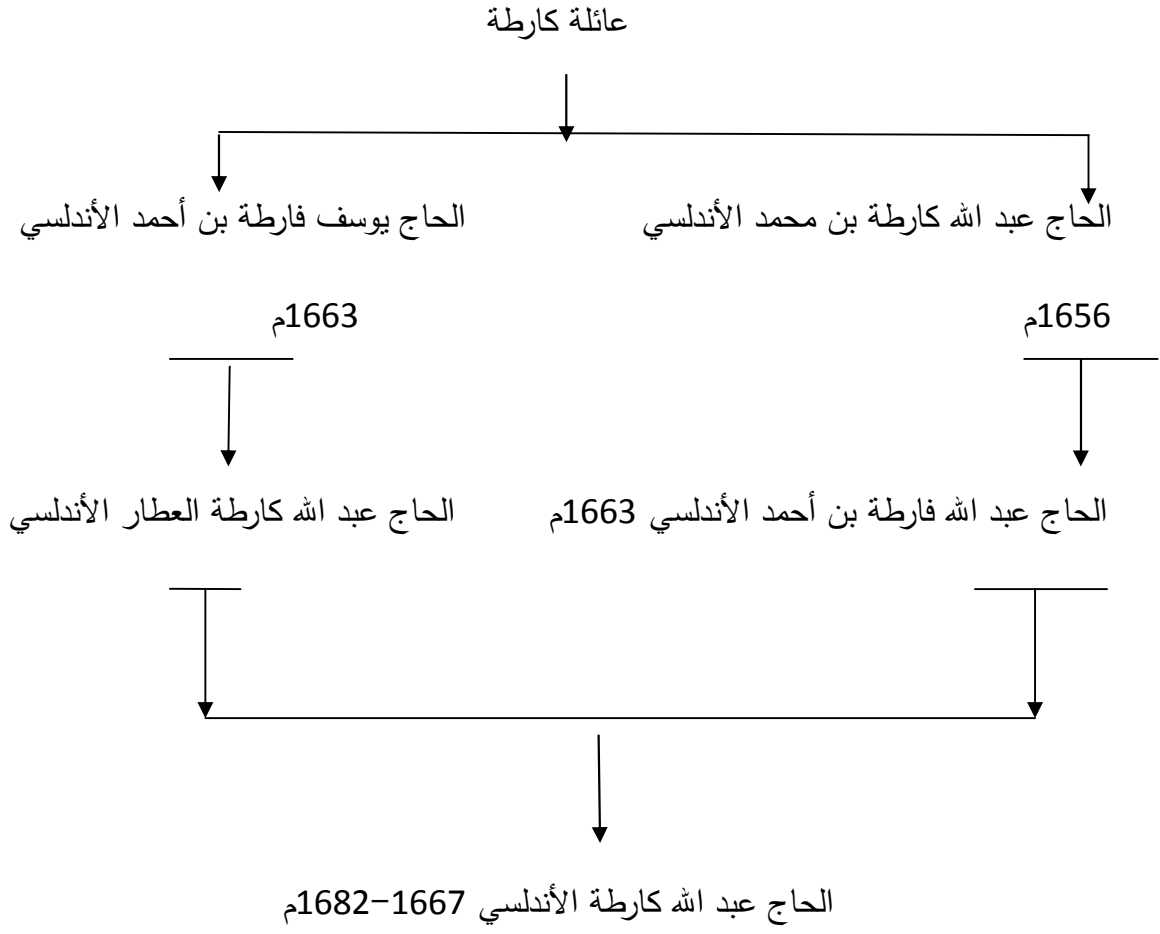 عائلة كارطة
الحاج عبد الله كارطة بن محمد الأندلسي
الحاج يوسف فارطة بن أحمد الأندلسي
1656م
1663م
الحاج عبد الله فارطة بن أحمد الأندلسي 1663م
الحاج عبد الله كارطة العطار الأندلسي
الحاج عبد الله كارطة الأندلسي 1667-1682م